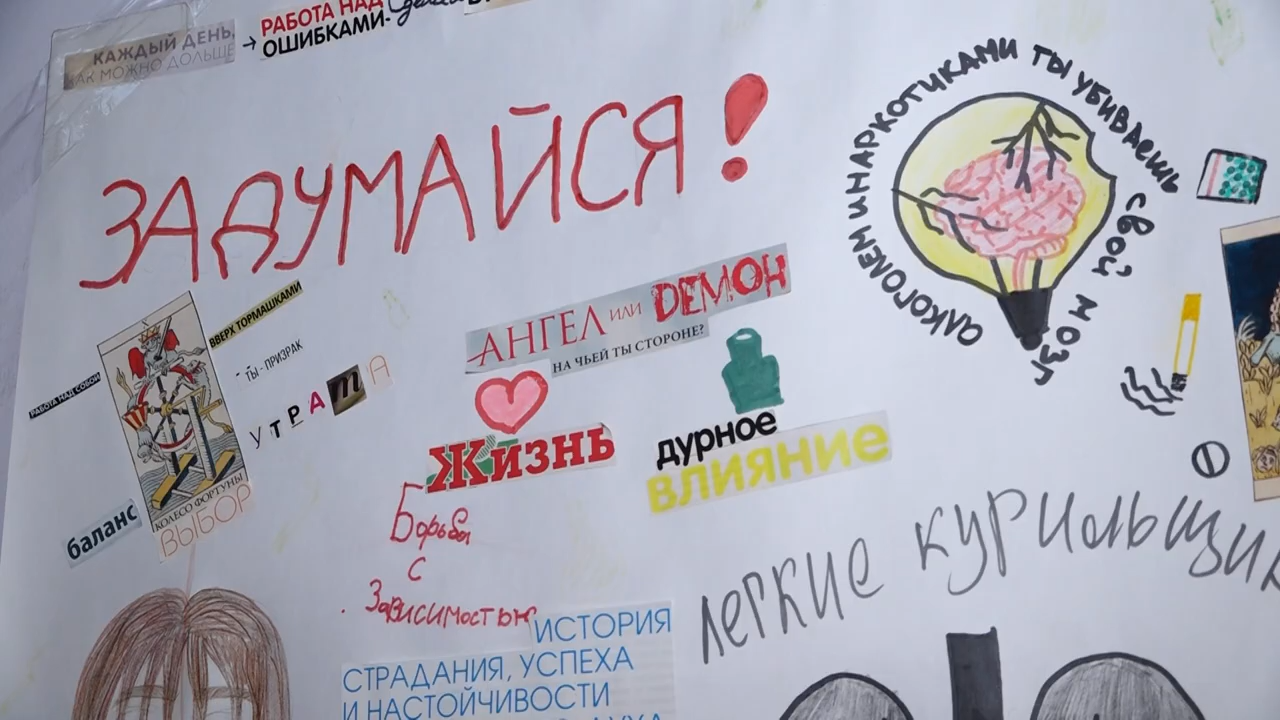 КАЖДЫЙ ДЕНЬ,
КАК МОЖНО ДОЛЬШЕ
РАБОТА НАД
ОШИБКАМИ-
ЗАДУМАЙСЯ!
АЛКОГОЛЕМ И НАРКОТИКАМИ ТЫ УБИВАЕШЬ СВОЙ МОЗГ
АНГЕЛ ИЛИ DEMОН
НА ЧЬЕЙ ТЫ СТОРОНЕ?
ВВЕРХ ТОРМАШКАМИ
ТЫ - ПРИЗРАК
РАБОТА НАД СОБОЙ
УТРАТА
X
КОЛЕСО ФОРТУНЫ
ВЫБОР
баланс
Жизнь
Борьба
с
Зависимостью
дурное
влияние
ИСТОРИЯ
СТРАДАНИЯ, УСПЕХА
И НАСТОЙЧИВОСТИ
ЛЕГКИЕ КУРИЛЬЩИК